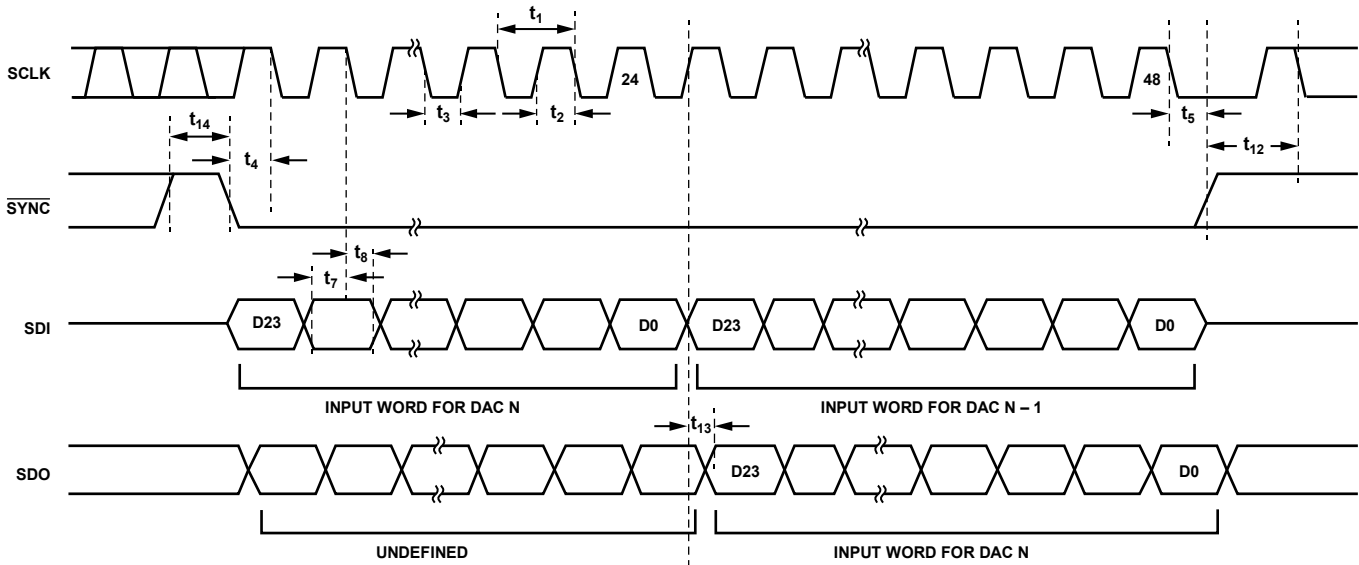 t1
SCLK
24
48
t3
t2
t5
t14
t4
t12
SYNC
t8
t7
SDI
D23
D0
D23
D0
INPUT WORD FOR DAC N
INPUT WORD FOR DAC N – 1
t13
SDO
D23
D0
UNDEFINED
INPUT WORD FOR DAC N